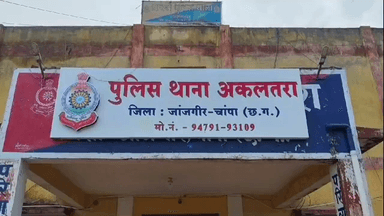 पुलिस थाना अकलतरा
जिला : जांजगीर-चांपा (छ.ग.)
मो.नं. - 94791-93109